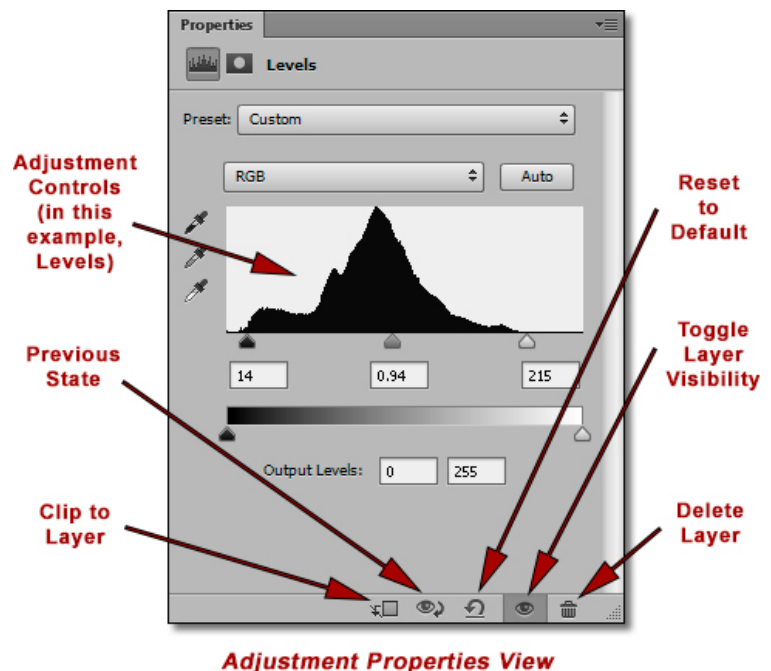 Properties
Levels
Preset: Custom
RGB
Auto
Adjustment
Controls
(in this
example,
Levels)
Reset
to
Default
Previous
State
Toggle
Layer
Visibility
14
0.94
215
Output Levels: 0 255
Clip to
Layer
Delete
Layer
Adjustment Properties View